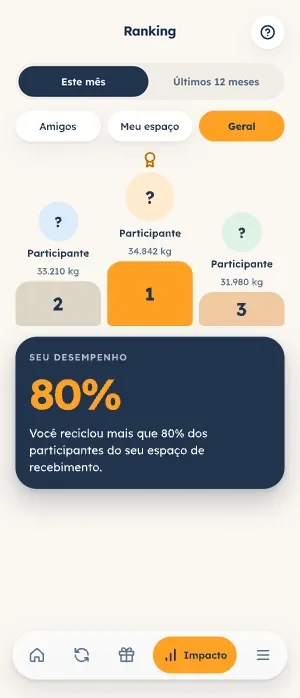 Ranking
Este mês
Últimos 12 meses
Amigos
Meu espaço
Geral
?
Participante
34.842 kg
1
?
Participante
33.210 kg
2
?
Participante
31.980 kg
3
SEU DESEMPENHO
80%
Você reciclou mais que 80% dos
participantes do seu espaço de
recebimento.
Impacto